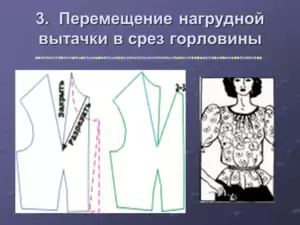 3. Перемещение нагрудной
вытачки в срез горловины
Закрыть
Разрезать